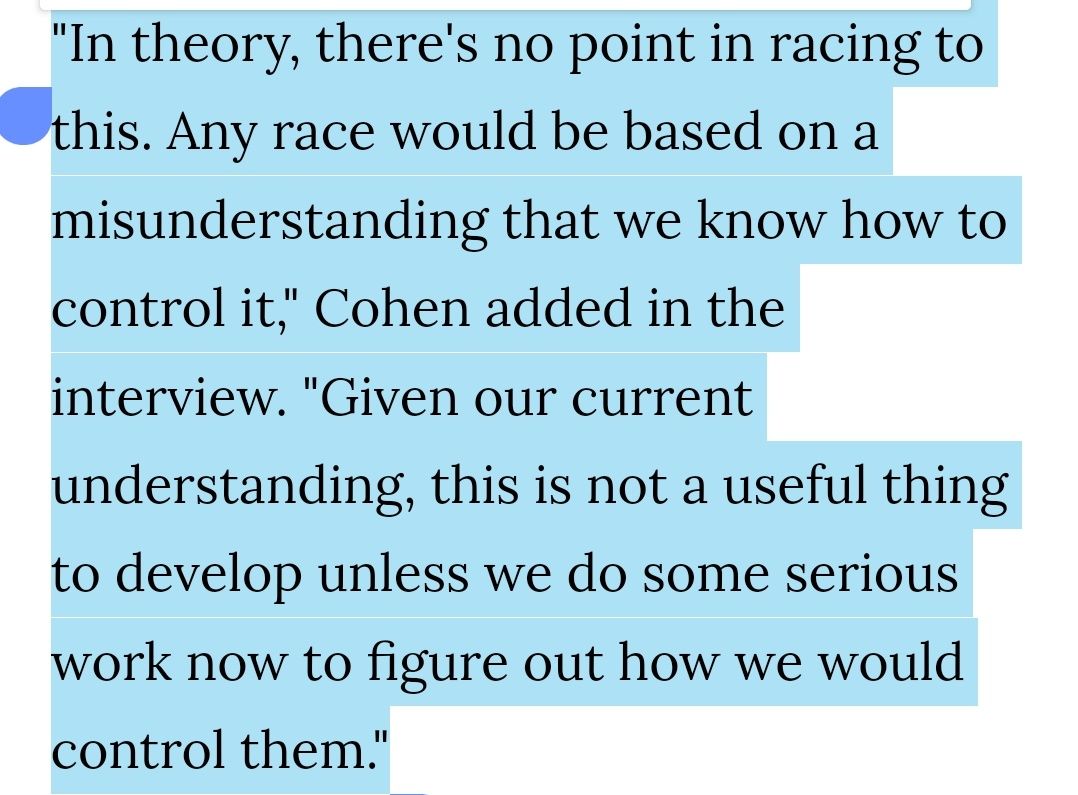 "In theory, there's no point in racing to
this. Any race would be based on a
misunderstanding that we know how to
control it," Cohen added in the
interview. "Given our current
understanding, this is not a useful thing
to develop unless we do some serious
work now to figure out how we would
control them."